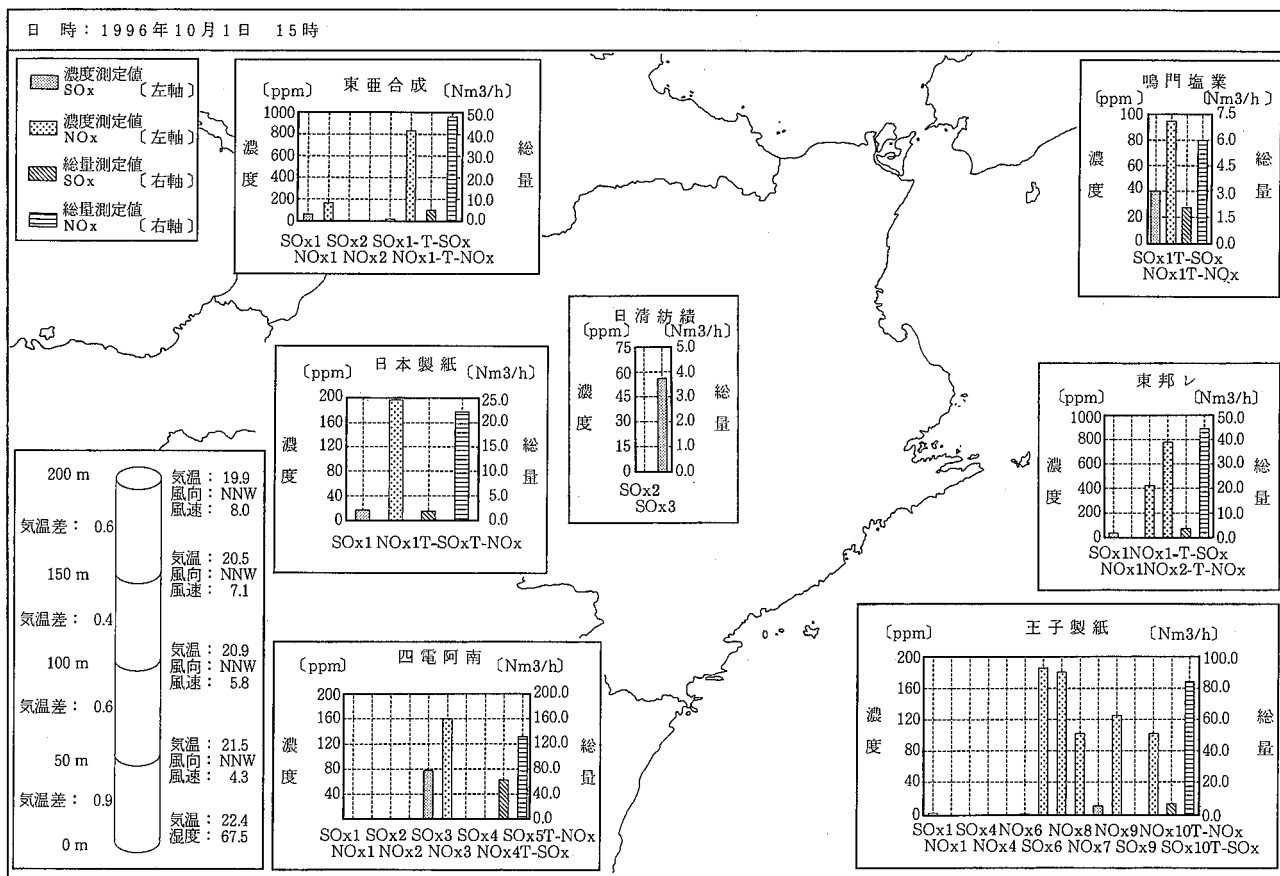 日 時：1996年10月1日 15時
濃度測定値
SOx 〔左軸〕
濃度測定値
NOx 〔左軸〕
総量測定値
SOx 〔右軸〕
総量測定値
NOx 〔右軸〕
東亜合成
〔ppm〕 〔Nm3/h〕
1000 50.0
800 40.0
600 30.0
400 20.0
200 10.0
0 0.0
濃度 総量
SOx1 SOx2 SOx1-T-SOx
NOx1 NOx2 NOx1-T-NOx
鳴門塩業
〔ppm〕 〔Nm3/h〕
100 7.5
80 6.0
60 4.5
40 3.0
20 1.5
0 0.0
濃度 総量
SOx1T-SOx
NOx1T-NOx
日清紡績
〔ppm〕 〔Nm3/h〕
75 5.0
60 4.0
45 3.0
30 2.0
15 1.0
0 0.0
濃度 総量
SOx2
SOx3
日本製紙
〔ppm〕 〔Nm3/h〕
200 25.0
160 20.0
120 15.0
80 10.0
40 5.0
0 0.0
濃度 総量
SOx1 NOx1T-SOxT-NOx
東邦レ
〔ppm〕 〔Nm3/h〕
1000 50.0
800 40.0
600 30.0
400 20.0
200 10.0
0 0.0
濃度 総量
SOx1NOx1-T-SOx
NOx1NOx2-T-NOx
200 m
気温：19.9
風向：NNW
風速：8.0
気温差：0.6
150 m
気温：20.5
風向：NNW
風速：7.1
気温差：0.4
100 m
気温：20.9
風向：NNW
風速：5.8
気温差：0.6
50 m
気温：21.5
風向：NNW
風速：4.3
気温差：0.9
0 m
気温：22.4
湿度：67.5
四電阿南
〔ppm〕 〔Nm3/h〕
200 200.0
160 160.0
120 120.0
80 80.0
40 40.0
0.0
濃度 総量
SOx1 SOx2 SOx3 SOx4 SOx5T-NOx
NOx1 NOx2 NOx3 NOx4T-SOx
王子製紙
〔ppm〕 〔Nm3/h〕
200 100.0
160 80.0
120 60.0
80 40.0
40 20.0
0 0.0
濃度 総量
SOx1 SOx4 NOx6 NOx8 NOx9 NOx10T-NOx
NOx1 NOx4 SOx6 NOx7 SOx9 SOx10T-SOx